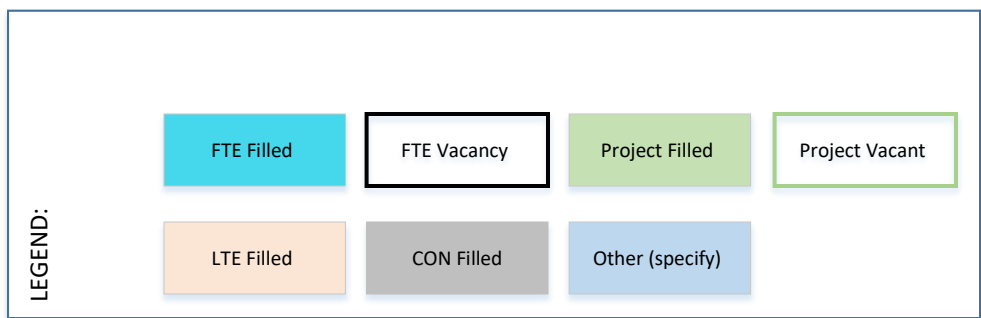 FTE Filled
FTE Vacancy
Project Filled
Project Vacant
LEGEND:
LTE Filled
CON Filled
Other (specify)